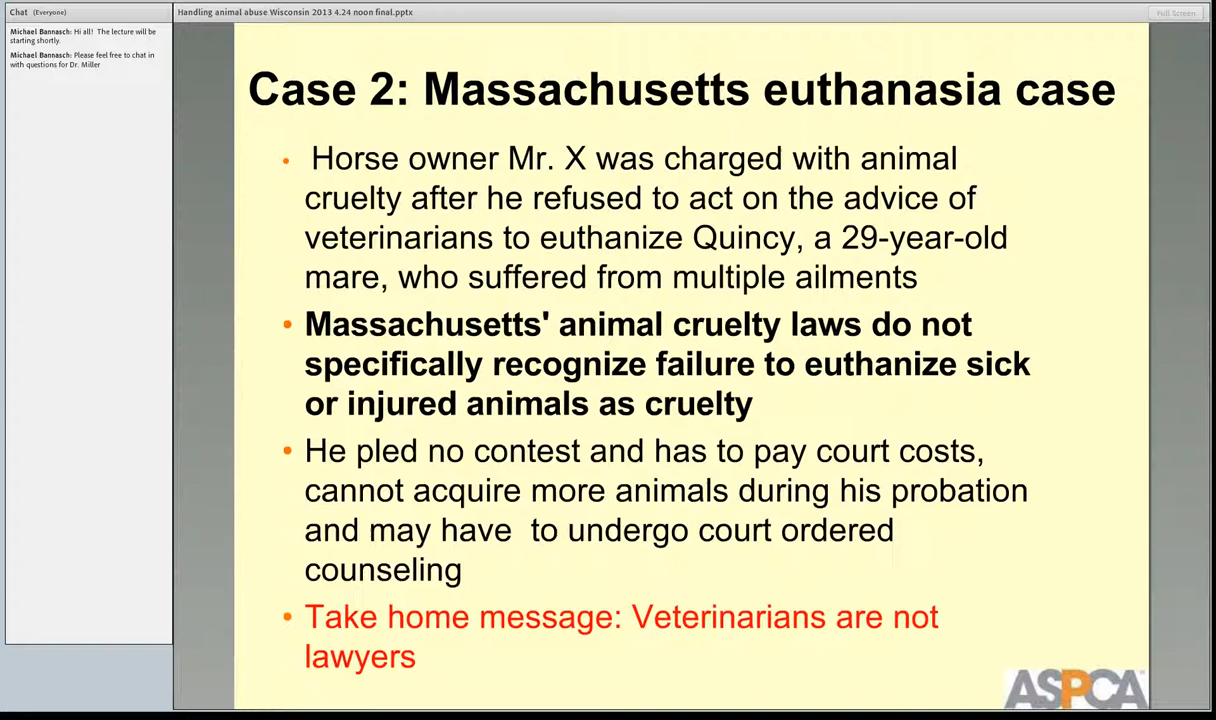 Chat (Everyone)
Handling animal abuse Wisconsin 2013 4.24 noon final.pptx
Full Screen
Michael Bannasch: Hi all! The lecture will be
starting shortly.
Michael Bannasch: Please feel free to chat in
with questions for Dr. Miller
Case 2: Massachusetts euthanasia case
• Horse owner Mr. X was charged with animal
cruelty after he refused to act on the advice of
veterinarians to euthanize Quincy, a 29-year-old
mare, who suffered from multiple ailments
• Massachusetts' animal cruelty laws do not
specifically recognize failure to euthanize sick
or injured animals as cruelty
• He pled no contest and has to pay court costs,
cannot acquire more animals during his probation
and may have  to undergo court ordered
counseling
• Take home message: Veterinarians are not
lawyers
ASPCA